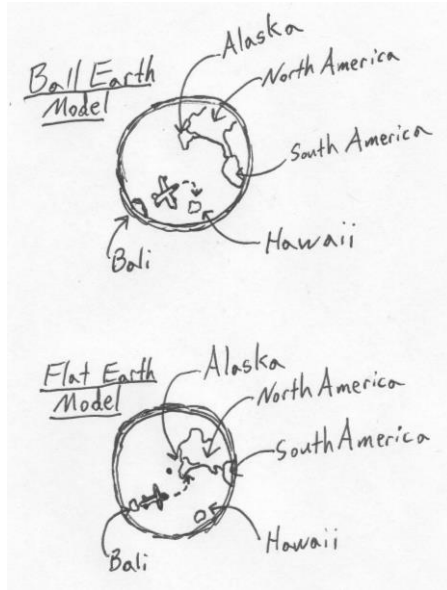 Alaska
Ball Earth
Model
North America
South America
Hawaii
Bali
Flat Earth
Model
Alaska
North America
South America
Hawaii
Bali